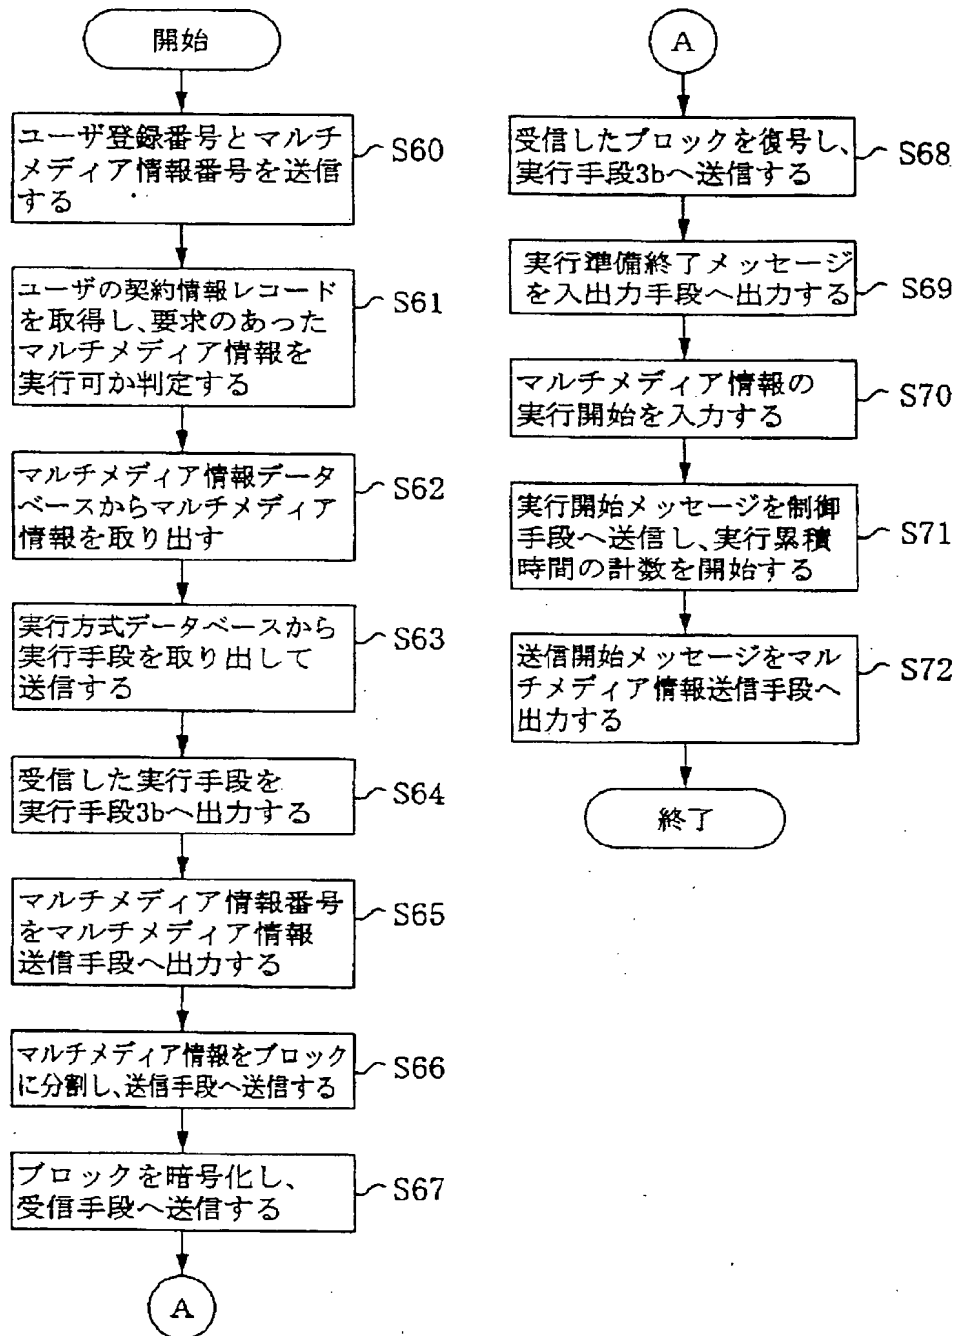 開始
ユーザ登録番号とマルチ
メディア情報番号を送信
する
S60
ユーザの契約情報レコード
を取得し、要求のあった
マルチメディア情報を
実行可か判定する
S61
マルチメディア情報データ
ベースからマルチメディア
情報を取り出す
S62
実行方式データベースから
実行手段を取り出して
送信する
S63
受信した実行手段を
実行手段3bへ出力する
S64
マルチメディア情報番号
をマルチメディア情報
送信手段へ出力する
S65
マルチメディア情報をブロック
に分割し、送信手段へ送信する
S66
ブロックを暗号化し、
受信手段へ送信する
S67
A
A
受信したブロックを復号し、
実行手段3bへ送信する
S68
実行準備終了メッセージ
を入出力手段へ出力する
S69
マルチメディア情報の
実行開始を入力する
S70
実行開始メッセージを制御
手段へ送信し、実行累積
時間の計数を開始する
S71
送信開始メッセージをマル
チメディア情報送信手段へ
出力する
S72
終了